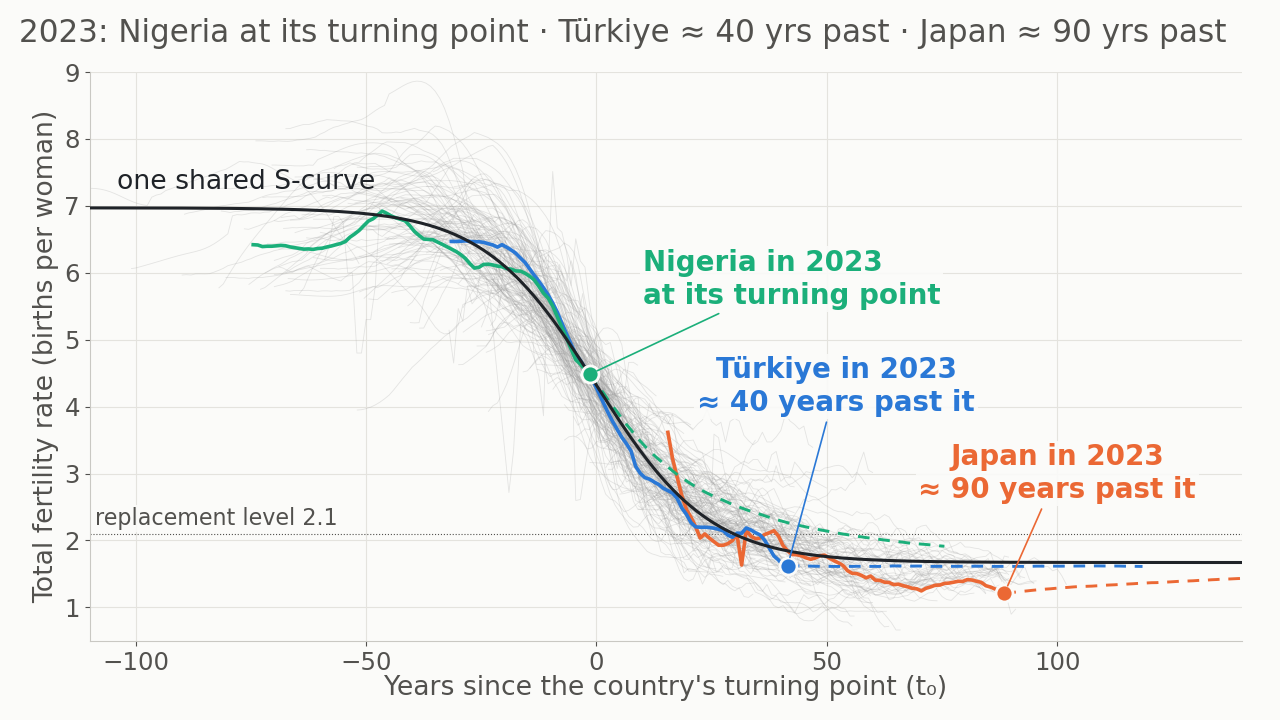 2023: Nigeria at its turning point · Türkiye ≈ 40 yrs past · Japan ≈ 90 yrs past
Total fertility rate (births per woman)
9
8
7
6
5
4
3
2
1
one shared S-curve
Nigeria in 2023
at its turning point
Türkiye in 2023
≈ 40 years past it
Japan in 2023
≈ 90 years past it
replacement level 2.1
−100
−50
0
50
100
Years since the country's turning point (t₀)